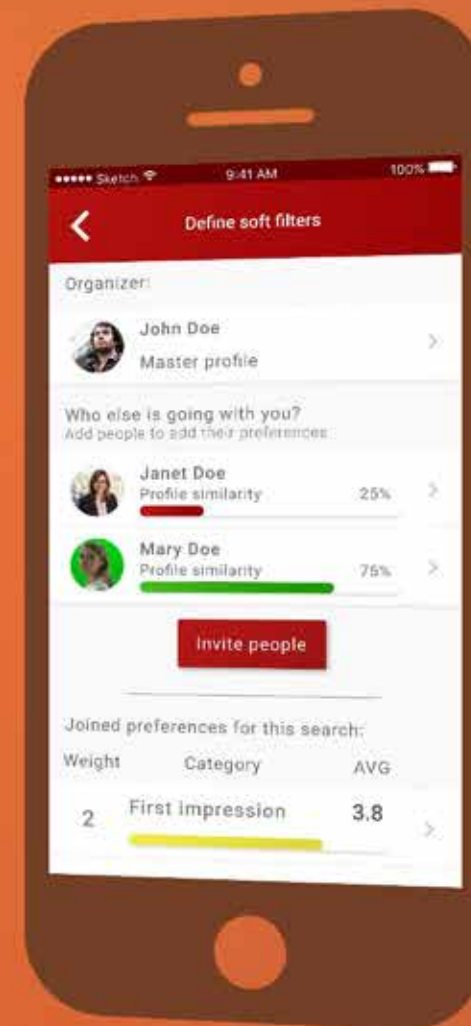 Sketch 9:41 AM 100%
Define soft filters
Organizer:
John Doe
Master profile
Who else is going with you?
Add people to add their preferences
Janet Doe
Profile similarity 25%
Mary Doe
Profile similarity 75%
Invite people
Joined preferences for this search:
Weight Category AVG
2 First impression 3.8